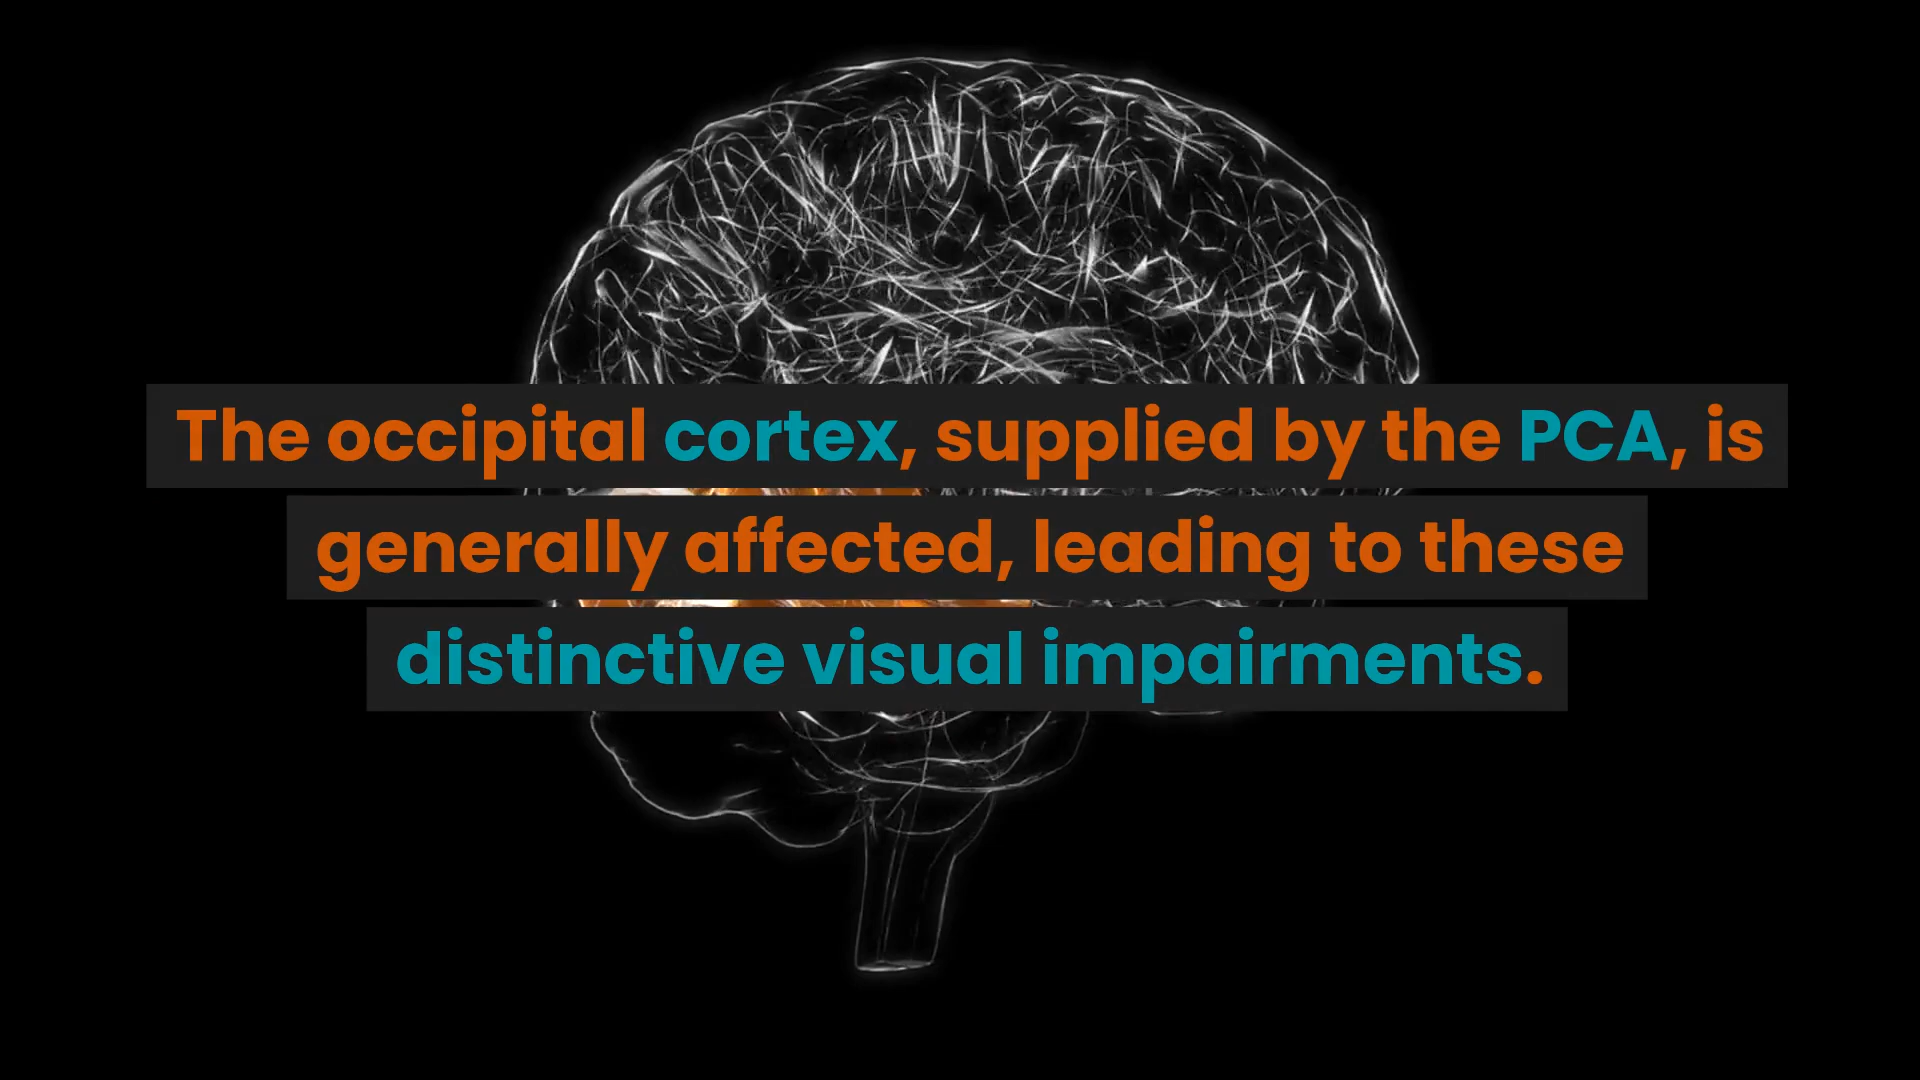 The occipital cortex, supplied by the PCA, is
generally affected, leading to these
distinctive visual impairments.